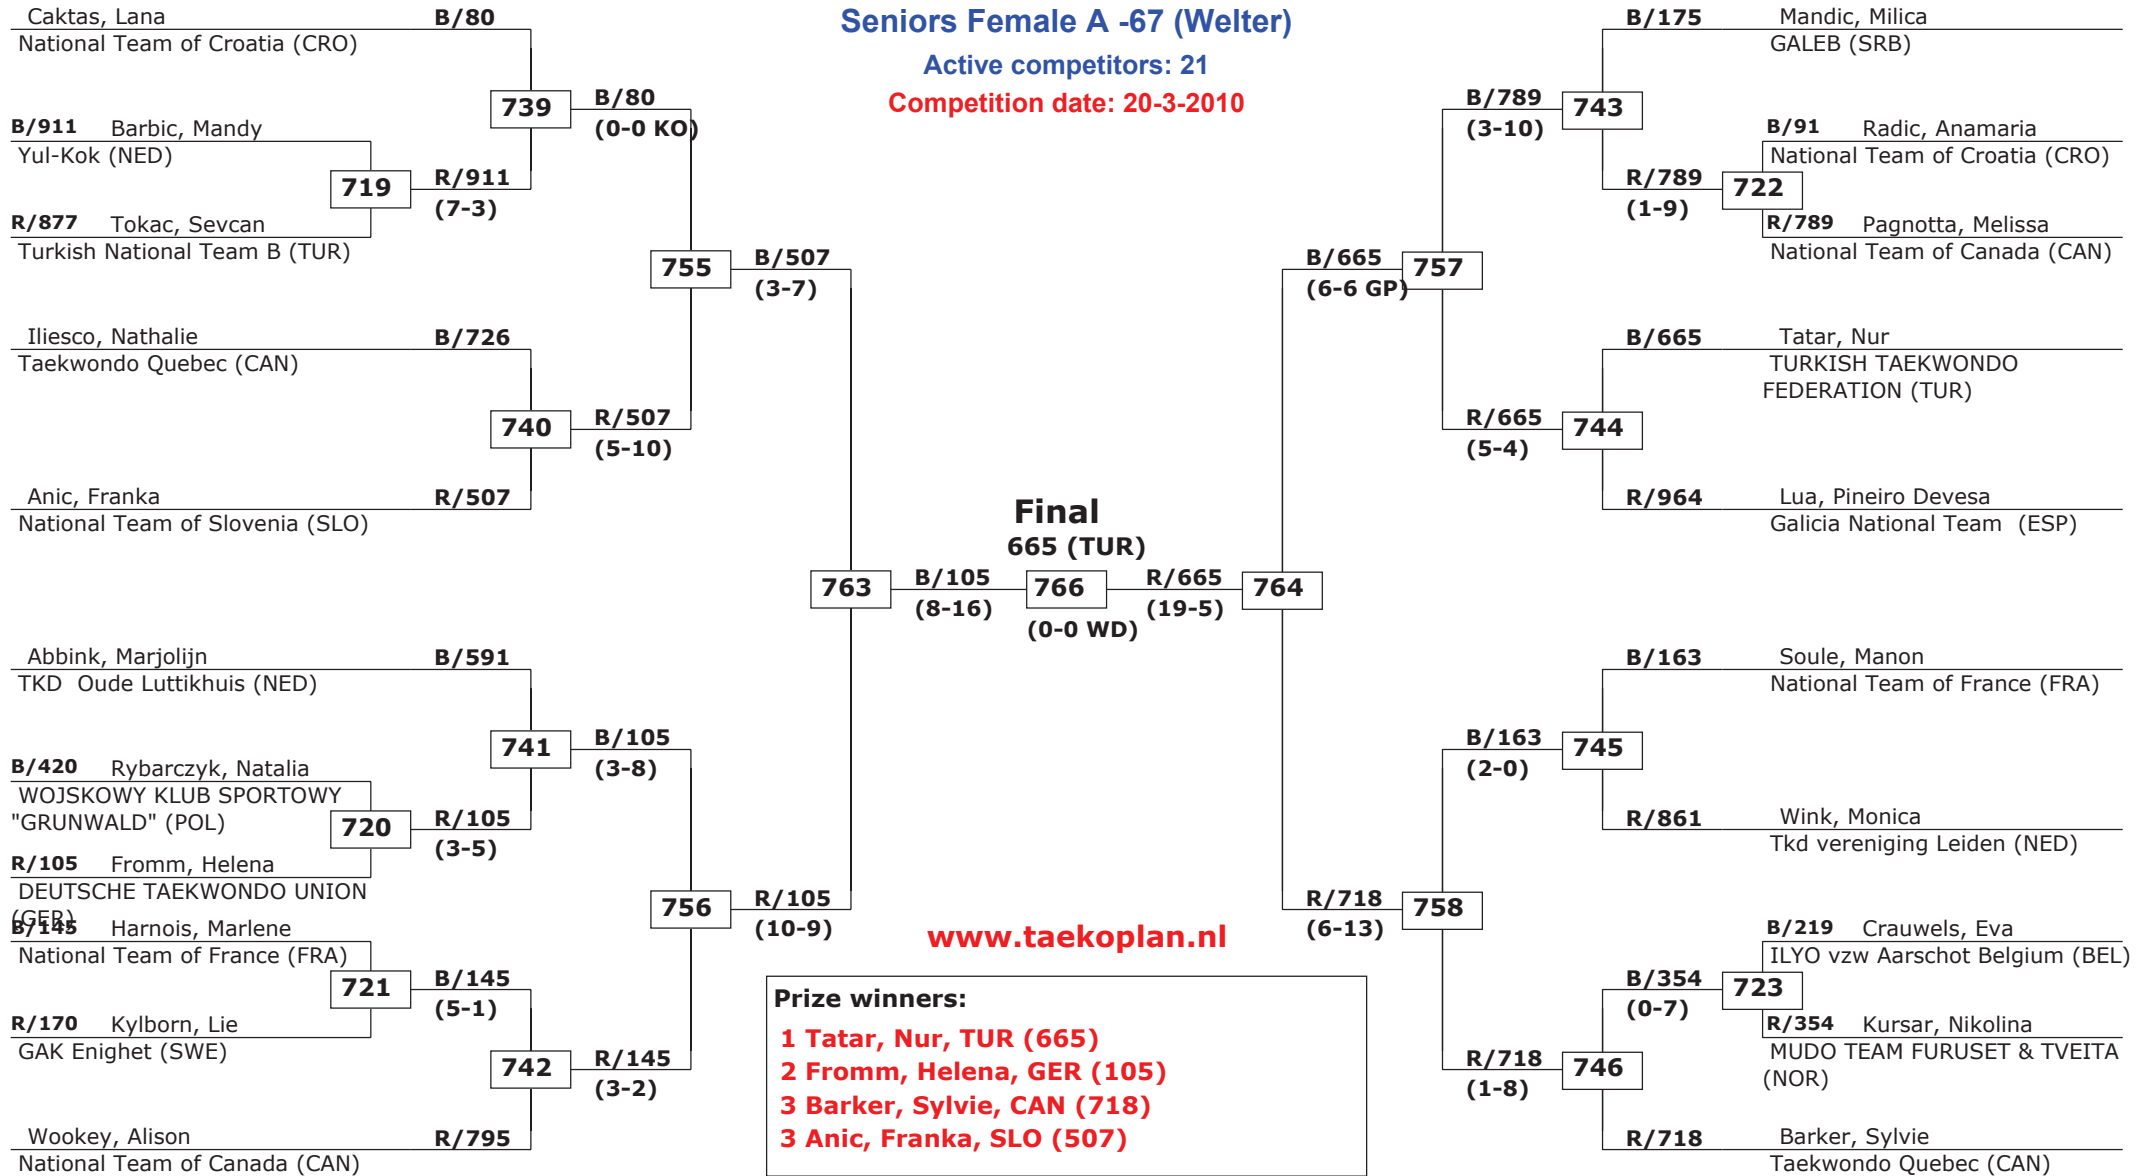 Seniors Female A -67 (Welter)
Active competitors: 21
Competition date: 20-3-2010
Caktas, Lana B/80
National Team of Croatia (CRO)
739
B/80
(0-0 KO)
B/911 Barbic, Mandy
Yul-Kok (NED)
719
R/911
(7-3)
R/877 Tokac, Sevcan
Turkish National Team B (TUR)
755
B/507
(3-7)
Iliesco, Nathalie B/726
Taekwondo Quebec (CAN)
740
R/507
(5-10)
Anic, Franka R/507
National Team of Slovenia (SLO)
763
B/105
(8-16)
Abbink, Marjolijn B/591
TKD Oude Luttikhuis (NED)
741
B/105
(3-8)
B/420 Rybarczyk, Natalia
WOJSKOWY KLUB SPORTOWY
"GRUNWALD" (POL)
720
R/105
(3-5)
R/105 Fromm, Helena
DEUTSCHE TAEKWONDO UNION
(GER)
756
R/105
(10-9)
B/145 Harnois, Marlene
National Team of France (FRA)
721
B/145
(5-1)
R/170 Kylborn, Lie
GAK Enighet (SWE)
742
R/145
(3-2)
Wookey, Alison R/795
National Team of Canada (CAN)
Final
665 (TUR)
766
(0-0 WD)
R/665
(19-5)
764
B/175 Mandic, Milica
GALEB (SRB)
B/789
(3-10)
743
B/91 Radic, Anamaria
National Team of Croatia (CRO)
R/789
(1-9)
722
R/789 Pagnotta, Melissa
National Team of Canada (CAN)
B/665
(6-6 GP)
757
B/665 Tatar, Nur
TURKISH TAEKWONDO
FEDERATION (TUR)
R/665
(5-4)
744
R/964 Lua, Pineiro Devesa
Galicia National Team (ESP)
B/163 Soule, Manon
National Team of France (FRA)
B/163
(2-0)
745
R/861 Wink, Monica
Tkd vereniging Leiden (NED)
R/718
(6-13)
758
B/219 Crauwels, Eva
ILYO vzw Aarschot Belgium (BEL)
B/354
(0-7)
723
R/354 Kursar, Nikolina
MUDO TEAM FURUSET & TVEITA
(NOR)
R/718
(1-8)
746
R/718 Barker, Sylvie
Taekwondo Quebec (CAN)
www.taekoplan.nl
Prize winners:
1 Tatar, Nur, TUR (665)
2 Fromm, Helena, GER (105)
3 Barker, Sylvie, CAN (718)
3 Anic, Franka, SLO (507)